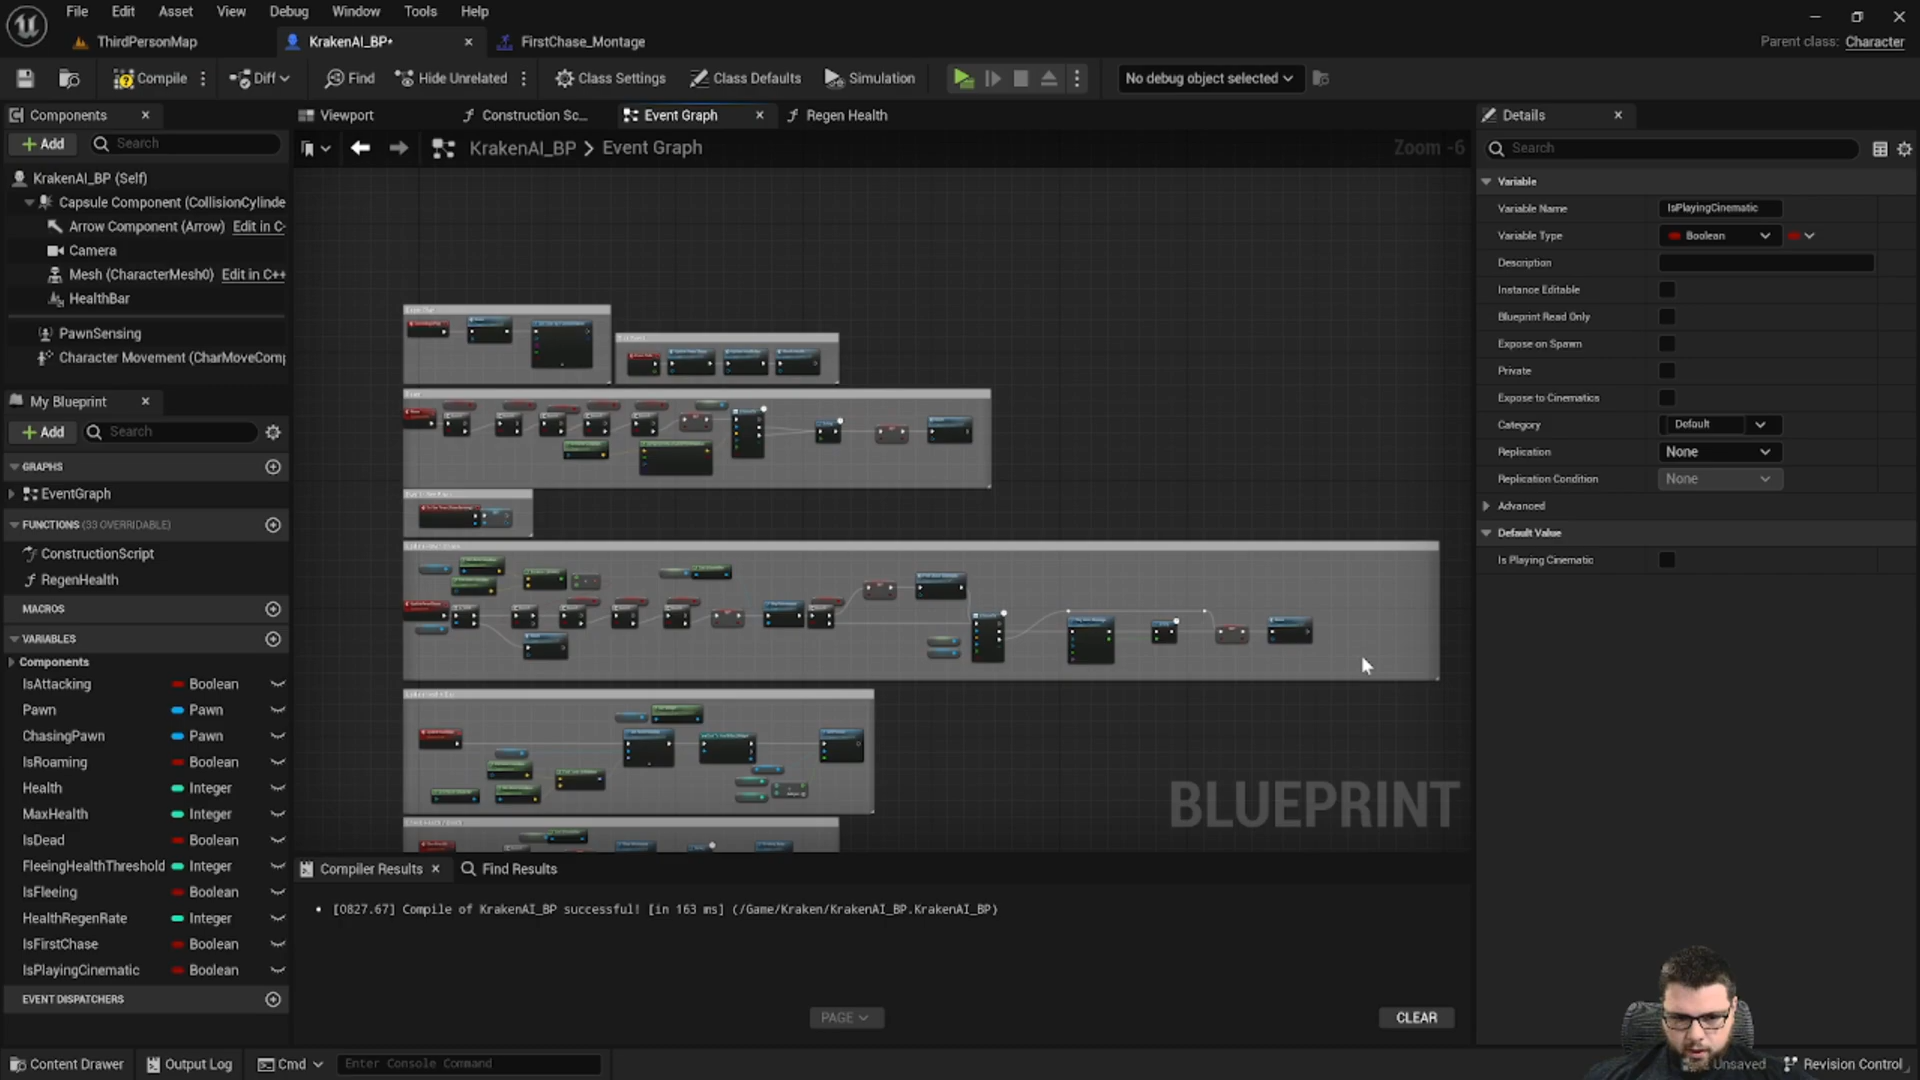 File Edit Asset View Debug Window Tools Help
ThirdPersonMap
KrakenAI_BP*
FirstChase_Montage
Parent class: Character
Compile
Diff
Find
Hide Unrelated
Class Settings
Class Defaults
Simulation
No debug object selected
Components
Add
Search
KrakenAI_BP (Self)
Capsule Component (CollisionCylinde
Arrow Component (Arrow) Edit in C+
Camera
Mesh (CharacterMesh0) Edit in C++
HealthBar
PawnSensing
Character Movement (CharMoveComp
My Blueprint
Add
Search
GRAPHS
EventGraph
FUNCTIONS (33 OVERRIDABLE)
ConstructionScript
RegenHealth
MACROS
VARIABLES
Components
IsAttacking Boolean
Pawn Pawn
ChasingPawn Pawn
IsRoaming Boolean
Health Integer
MaxHealth Integer
IsDead Boolean
FleeingHealthThreshold Integer
IsFleeing Boolean
HealthRegenRate Integer
IsFirstChase Boolean
IsPlayingCinematic Boolean
EVENT DISPATCHERS
Viewport
Construction Sc...
Event Graph
Regen Health
KrakenAI_BP > Event Graph
Zoom -6
BLUEPRINT
Compiler Results
Find Results
[0827.67] Compile of KrakenAI_BP successful! [in 163 ms] (/Game/Kraken/KrakenAI_BP.KrakenAI_BP)
PAGE
CLEAR
Details
Search
Variable
Variable Name IsPlayingCinematic
Variable Type Boolean
Description
Instance Editable
Blueprint Read Only
Expose on Spawn
Private
Expose to Cinematics
Category Default
Replication None
Replication Condition None
Advanced
Default Value
Is Playing Cinematic
Content Drawer
Output Log
Cmd
Enter Console Command
Unsaved
Revision Control